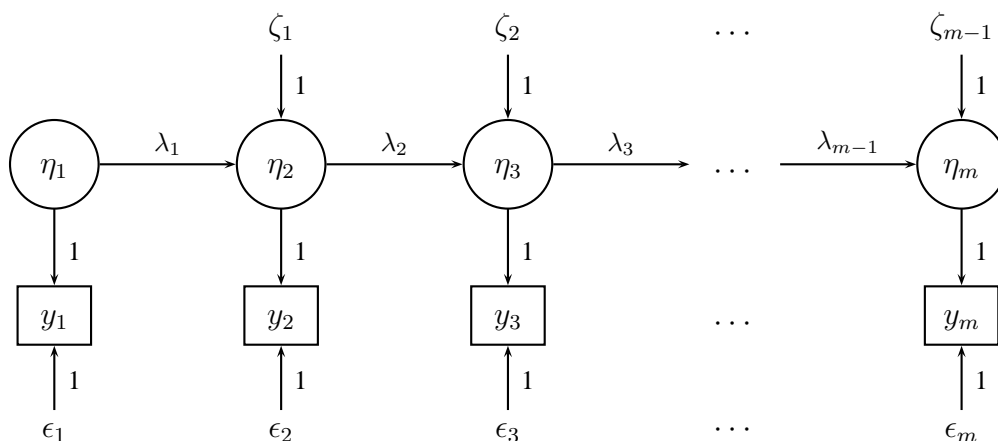 ζ₁ ζ₂ . . . ζₘ₋₁
1 1 1
η₁ λ₁ η₂ λ₂ η₃ λ₃ . . . λₘ₋₁ ηₘ
1 1 1 1
y₁ y₂ y₃ . . . yₘ
1 1 1 1
ϵ₁ ϵ₂ ϵ₃ . . . ϵₘ